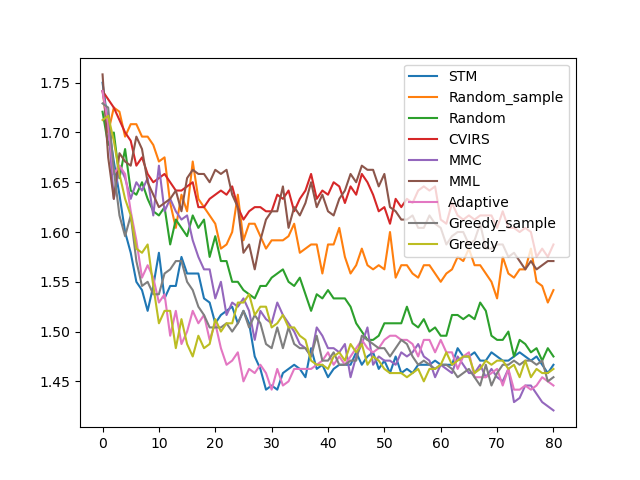 1.75
1.70
1.65
1.60
1.55
1.50
1.45
0 10 20 30 40 50 60 70 80
STM
Random_sample
Random
CVIRS
MMC
MML
Adaptive
Greedy_sample
Greedy